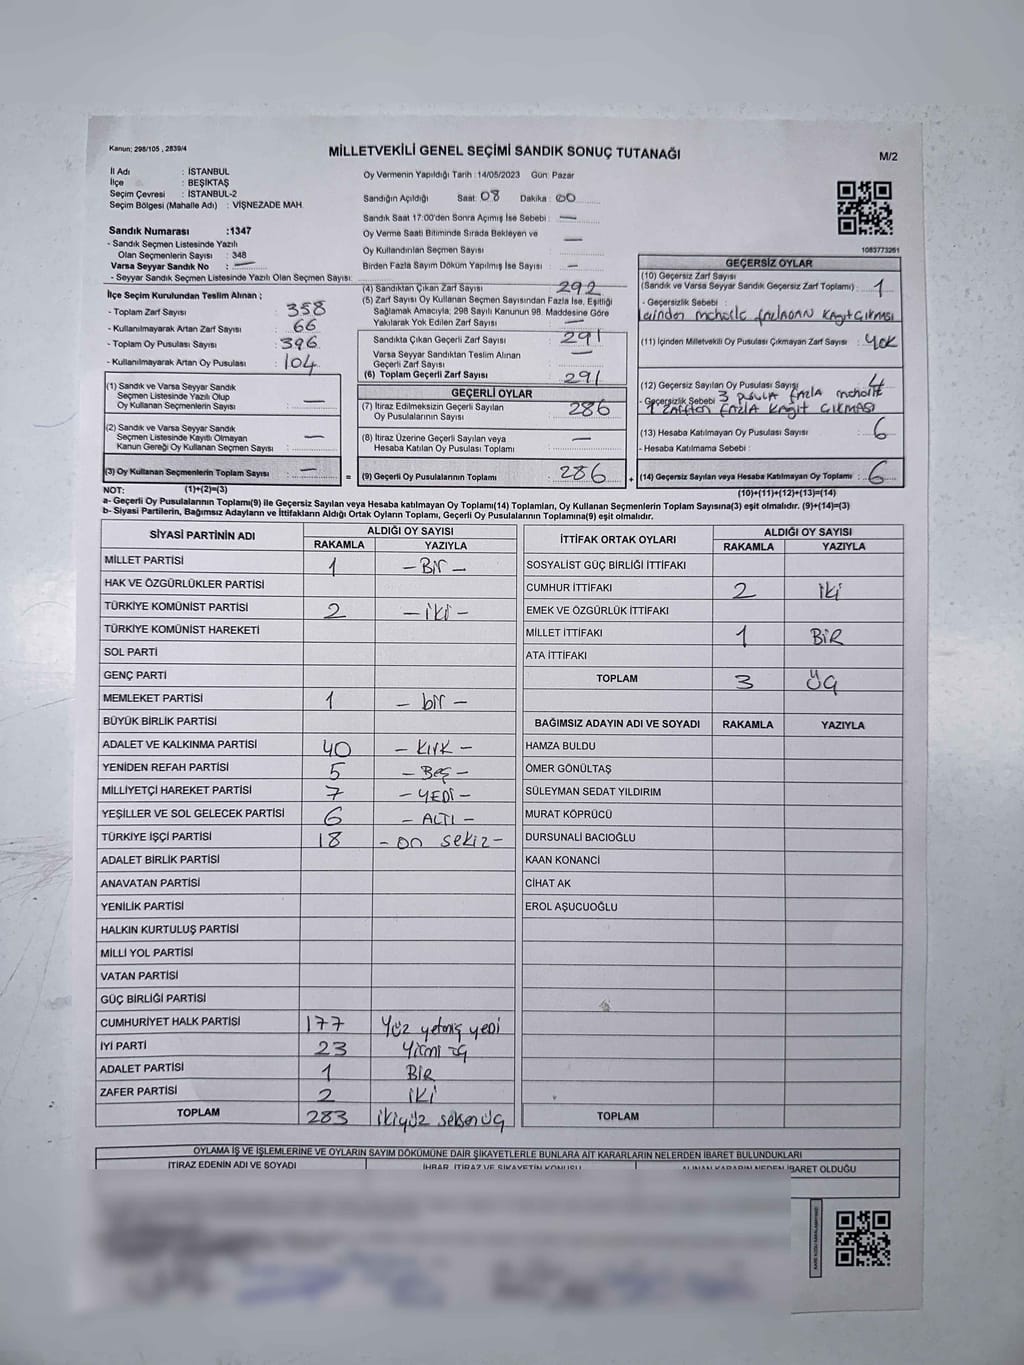 Kanun; 298/105 , 2839/4
MİLLETVEKİLİ GENEL SEÇİMİ SANDIK SONUÇ TUTANAĞI
M/2
İl Adı : İSTANBUL
İlçe : BEŞİKTAŞ
Seçim Çevresi : İSTANBUL-2
Seçim Bölgesi (Mahalle Adı) : VİŞNEZADE MAH.
Oy Vermenin Yapıldığı Tarih : 14/05/2023 Gün: Pazar
Sandığın Açıldığı Saat: 08 Dakika : 00
Sandık Saat 17:00'den Sonra Açımış İse Sebebi : —
Oy Verme Saati Bitiminde Sırada Bekleyen ve
Oy Kullandırılan Seçmen Sayısı —
Birden Fazla Sayım Döküm Yapılmış İse Sayısı : —
Sandık Numarası :1347
- Sandık Seçmen Listesinde Yazılı
Olan Seçmenlerin Sayısı : 348
Varsa Seyyar Sandık No : —
- Seyyar Sandık Seçmen Listesinde Yazılı Olan Seçmen Sayısı:
İlçe Seçim Kurulundan Teslim Alınan ;
- Toplam Zarf Sayısı : 358
- Kullanılmayarak Artan Zarf Sayısı : 66
- Toplam Oy Pusulası : 396
- Kullanılmayarak Artan Oy Pusulası : 104
(1) Sandık ve Varsa Seyyar Sandık
Seçmen Listesinde Yazılı Olup
Oy Kullanan Seçmenlerin Sayısı : —
(2) Sandık ve Varsa Seyyar Sandık
Seçmen Listesinde Kayıtlı Olmayan
Kanun Gereği Oy Kullanan Seçmen Sayısı : —
(3) Oy Kullanan Seçmenlerin Toplam Sayısı : —
(4) Sandıktan Çıkan Zarf Sayısı 292
(5) Zarf Sayısı Oy Kullanan Seçmen Sayısından Fazla İse, Eşitliği
Sağlamak Amacıyla; 298 Sayılı Kanunun 98. Maddesine Göre
Yakılarak Yok Edilen Zarf Sayısı : —
Sandıkta Çıkan Geçerli Zarf Sayısı : 291
Varsa Seyyar Sandıktan Teslim Alınan
Geçerli Zarf Sayısı : —
(6) Toplam Geçerli Zarf Sayısı : 291
GEÇERLİ OYLAR
(7) İtiraz Edilmeksizin Geçerli Sayılan
Oy Pusulalarının Sayısı : 286
(8) İtiraz Üzerine Geçerli Sayılan veya
Hesaba Katılan Oy Pusulası Toplamı : —
= (9) Geçerli Oy Pusulalarının Toplamı : 286 +
1083773261
GEÇERSİZ OYLAR
(10) Geçersiz Zarf Sayısı
(Sandık ve Varsa Seyyar Sandık Geçersiz Zarf Toplamı) : 1
- Geçersizlik Sebebi :
içinden mühürle fazladan kağıt çıkması
(11) İçinden Milletvekili Oy Pusulası Çıkmayan Zarf Sayısı : yok
(12) Geçersiz Sayılan Oy Pusulası Sayısı 4
- Geçersizlik Sebebi : 3 pusula fazla mühürle
1 zarftan fazla kağıt çıkması
(13) Hesaba Katılmayan Oy Pusulası Sayısı : 6
- Hesaba Katılmama Sebebi :
(14) Geçersiz Sayılan veya Hesaba Katılmayan Oy Toplamı : 6
NOT: (1)+(2)=(3)
(10)+(11)+(12)+(13)=(14)
a- Geçerli Oy Pusulalarının Toplamı(9) ile Geçersiz Sayılan veya Hesaba katılmayan Oy Toplamı(14) Toplamları, Oy Kullanan Seçmenlerin Toplam Sayısına(3) eşit olmalıdır. (9)+(14)=(3)
b- Siyasi Partilerin, Bağımsız Adayların ve İttifakların Aldığı Ortak Oyların Toplamı, Geçerli Oy Pusulalarının Toplamına(9) eşit olmalıdır.
SİYASİ PARTİNİN ADI ALDIĞI OY SAYISI
RAKAMLA YAZIYLA
MİLLET PARTİSİ 1 — Bir —
HAK VE ÖZGÜRLÜKLER PARTİSİ
TÜRKİYE KOMÜNİST PARTİSİ 2 — iki —
TÜRKİYE KOMÜNİST HAREKETİ
SOL PARTİ
GENÇ PARTİ
MEMLEKET PARTİSİ 1 — bir —
BÜYÜK BİRLİK PARTİSİ
ADALET VE KALKINMA PARTİSİ 40 — Kırk —
YENİDEN REFAH PARTİSİ 5 — Beş —
MİLLİYETÇİ HAREKET PARTİSİ 7 — YEDİ —
YEŞİLLER VE SOL GELECEK PARTİSİ 6 — ALTI —
TÜRKİYE İŞÇİ PARTİSİ 18 — on sekiz —
ADALET BİRLİK PARTİSİ
ANAVATAN PARTİSİ
YENİLİK PARTİSİ
HALKIN KURTULUŞ PARTİSİ
MİLLİ YOL PARTİSİ
VATAN PARTİSİ
GÜÇ BİRLİĞİ PARTİSİ
CUMHURİYET HALK PARTİSİ 177 Yüz yetmiş yedi
İYİ PARTİ 23 Yirmi üç
ADALET PARTİSİ 1 BİR
ZAFER PARTİSİ 2 İKİ
TOPLAM 283 ikiyüz seksen üç
İTTİFAK ORTAK OYLARI ALDIĞI OY SAYISI
RAKAMLA YAZIYLA
SOSYALİST GÜÇ BİRLİĞİ İTTİFAKI
CUMHUR İTTİFAKI 2 iki
EMEK VE ÖZGÜRLÜK İTTİFAKI
MİLLET İTTİFAKI 1 BİR
ATA İTTİFAKI
TOPLAM 3 ÜÇ
BAĞIMSIZ ADAYIN ADI VE SOYADI RAKAMLA YAZIYLA
HAMZA BULDU
ÖMER GÖNÜLTAŞ
SÜLEYMAN SEDAT YILDIRIM
MURAT KÖPRÜCÜ
DURSUNALİ BACIOĞLU
KAAN KONANCİ
CİHAT AK
EROL AŞUCUOĞLU
TOPLAM
OYLAMA İŞ VE İŞLEMLERİNE VE OYLARIN SAYIM DÖKÜMÜNE DAİR ŞİKAYETLERLE BUNLARA AİT KARARLARIN NELERDEN İBARET BULUNDUKLARI
İTİRAZ EDENİN ADI VE SOYADI İHBAR, İTİRAZ VE ŞİKAYETİN KONUSU ALINAN KARARIN NEDEN İBARET OLDUĞU